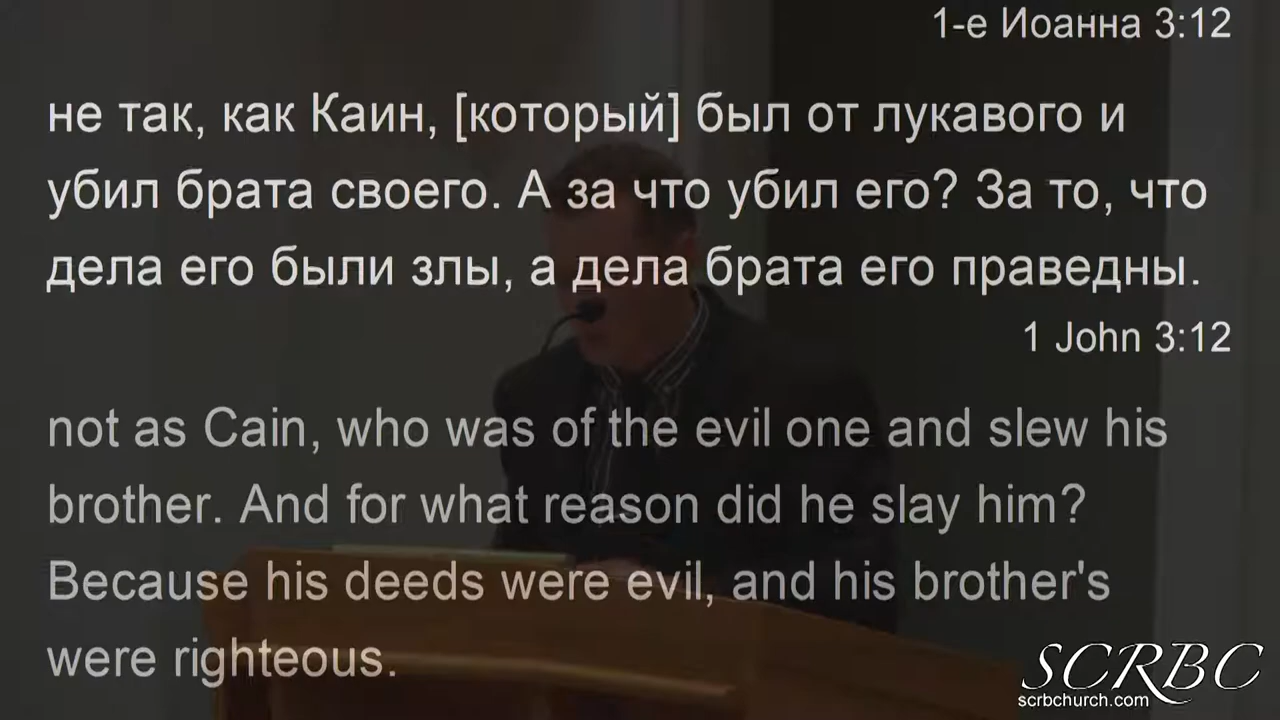 1-е Иоанна 3:12
не так, как Каин, [который] был от лукавого и
убил брата своего. А за что убил его? За то, что
дела его были злы, а дела брата его праведны.
1 John 3:12
not as Cain, who was of the evil one and slew his
brother. And for what reason did he slay him?
Because his deeds were evil, and his brother's
were righteous.
SCRBC
scrbchurch.com